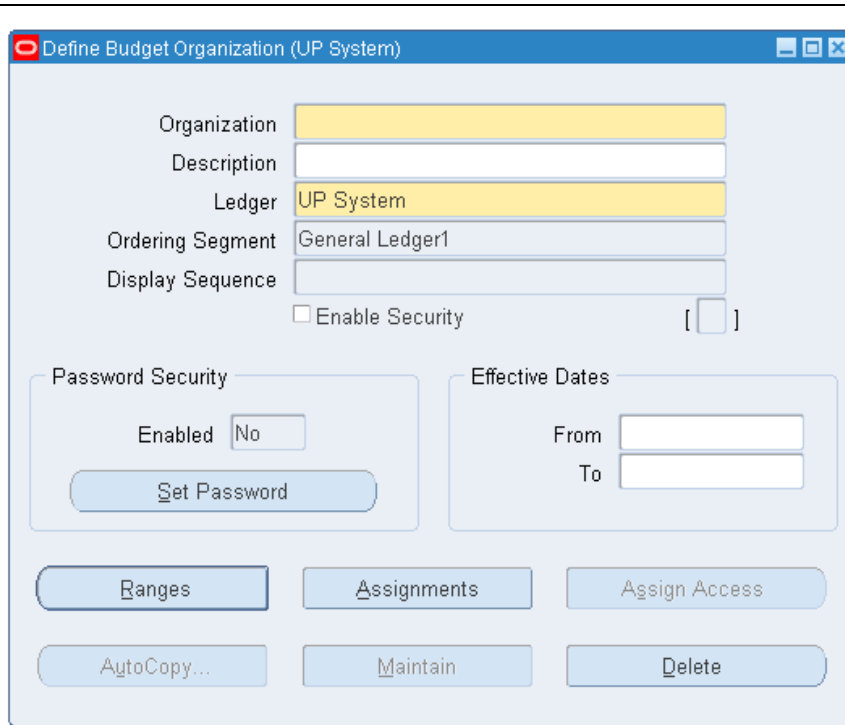 Define Budget Organization (UP System)
Organization
Description
Ledger UP System
Ordering Segment General Ledger1
Display Sequence
Enable Security [ ]
Password Security
Enabled No
Set Password
Effective Dates
From
To
Ranges Assignments Assign Access
AutoCopy... Maintain Delete